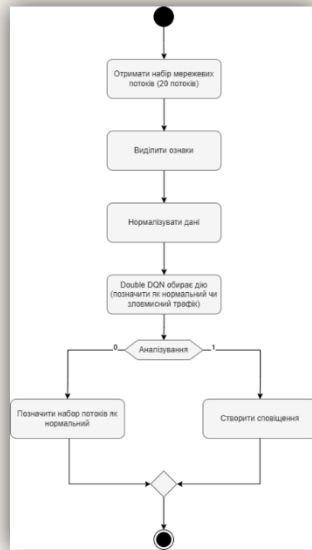 Отримати набір мережевих
потоків (20 потоків)
Виділити ознаки
Нормалізувати дані
Double DQN обирає дію
(позначити як нормальний чи
зловмисний трафік)
0
Аналізування
1
Позначити набор потоків як
нормальний
Створити сповіщення